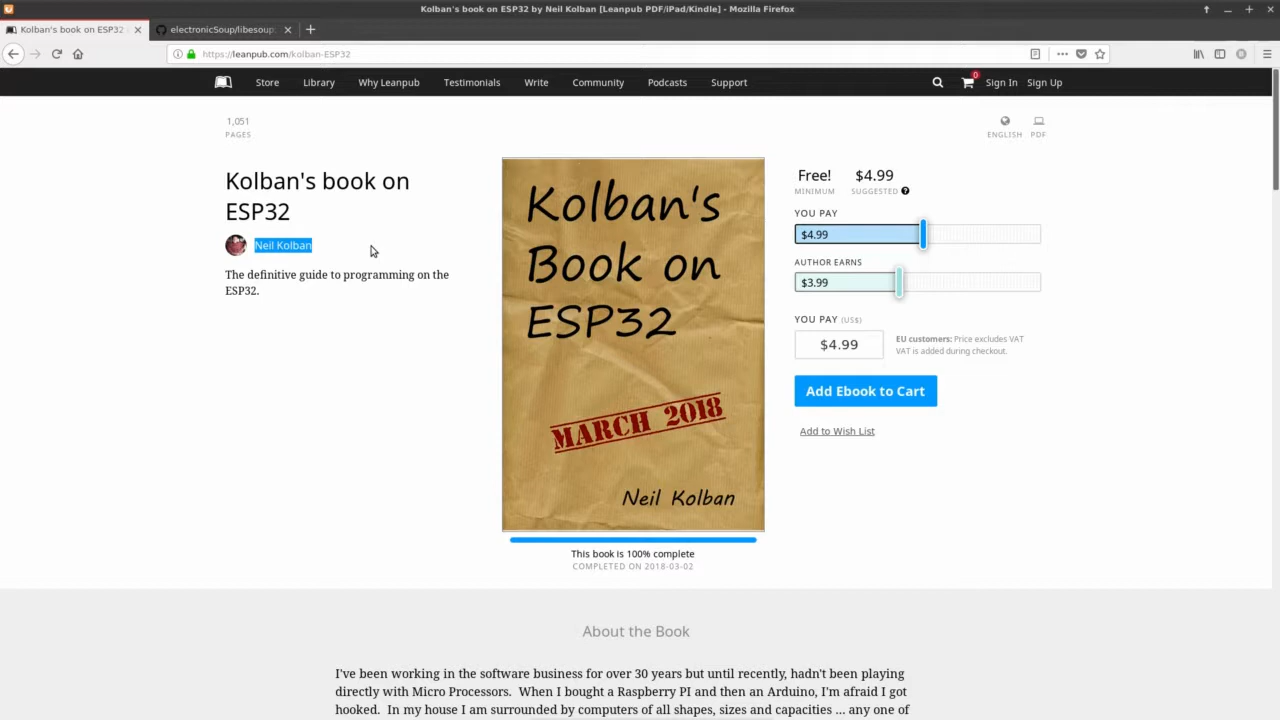 Kolban's book on ESP32 by Neil Kolban [Leanpub PDF/iPad/Kindle] - Mozilla Firefox
Kolban's book on ESP32
electronicSoup/libesoup:
https://leanpub.com/kolban-ESP32
Store Library Why Leanpub Testimonials Write Community Podcasts Support 0 Sign In Sign Up
1,051
PAGES
ENGLISH PDF
Kolban's book on
ESP32
Neil Kolban
The definitive guide to programming on the
ESP32.
Kolban's
Book on
ESP32
MARCH 2018
Neil Kolban
This book is 100% complete
COMPLETED ON 2018-03-02
Free! $4.99
MINIMUM SUGGESTED ?
YOU PAY
$4.99
AUTHOR EARNS
$3.99
YOU PAY (US$)
$4.99
EU customers: Price excludes VAT
VAT is added during checkout.
Add Ebook to Cart
Add to Wish List
About the Book
I've been working in the software business for over 30 years but until recently, hadn't been playing
directly with Micro Processors. When I bought a Raspberry PI and then an Arduino, I'm afraid I got
hooked. In my house I am surrounded by computers of all shapes, sizes and capacities ... any one of